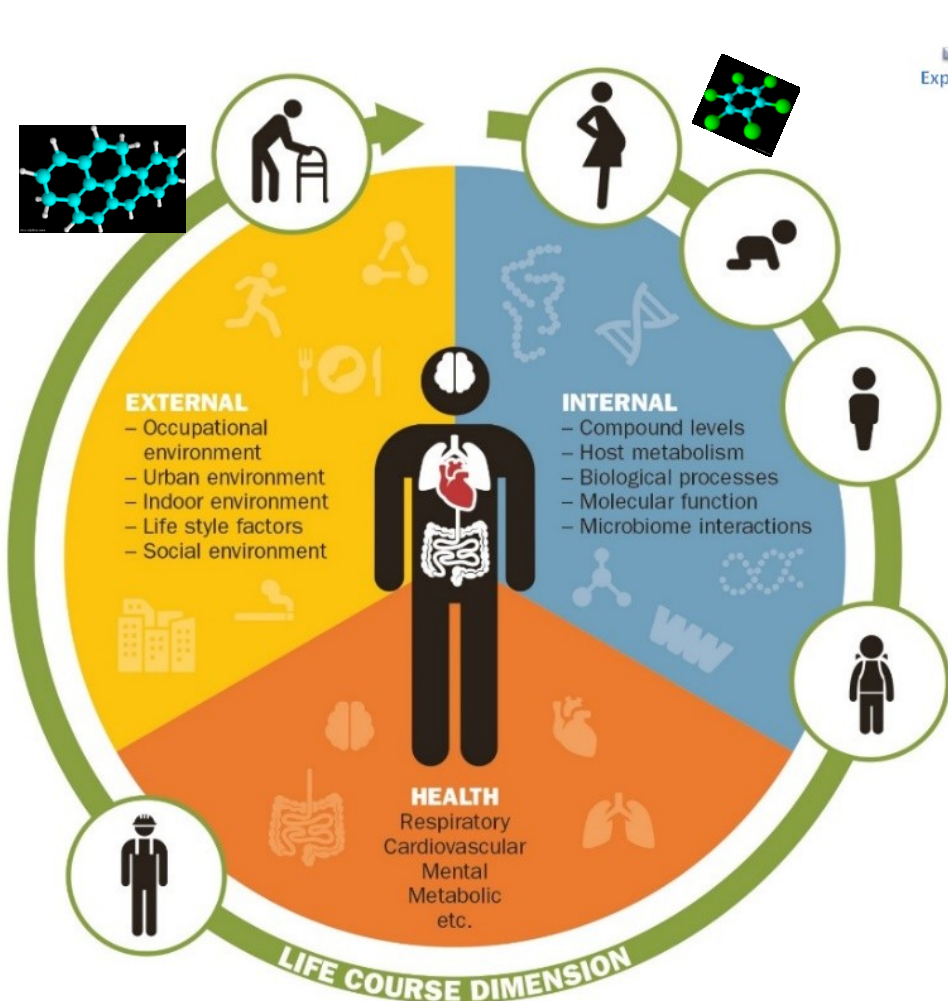 Exp
EXTERNAL
– Occupational
environment
– Urban environment
– Indoor environment
– Life style factors
– Social environment
INTERNAL
– Compound levels
– Host metabolism
– Biological processes
– Molecular function
– Microbiome interactions
HEALTH
Respiratory
Cardiovascular
Mental
Metabolic
etc.
LIFE COURSE DIMENSION